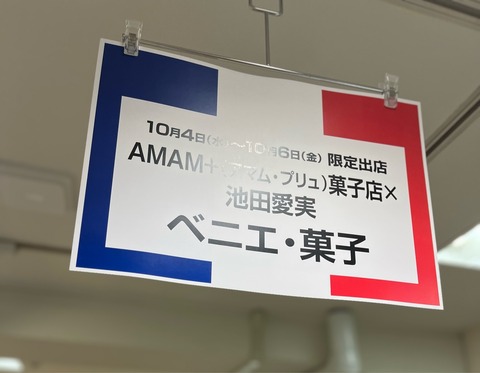 10月4日(水)~10月6日(金) 限定出店
AMAM+(アマム・プリュ)菓子店×
池田愛実
ベニエ・菓子